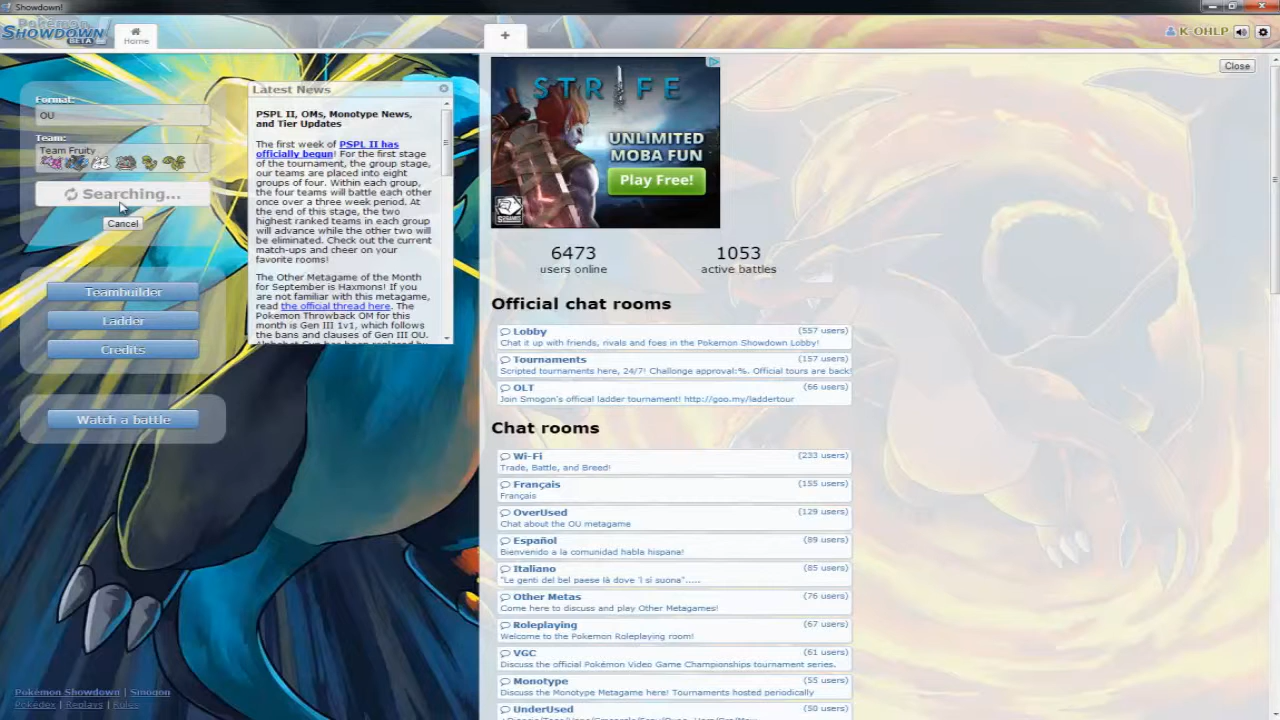 Showdown!
Pokémon
SHOWDOWN
BETA
Home
+
K-OHLP
Close
Format:
OU
Team:
Team Fruity
Searching...
Cancel
Teambuilder
Ladder
Credits
Watch a battle
Pokémon Showdown | Smogon
Pokédex | Replays | Rules
Latest News
PSPL II, OMs, Monotype News,
and Tier Updates
The first week of PSPL II has
officially begun! For the first stage
of the tournament, the group stage,
our teams are placed into eight
groups of four. Within each group,
the four teams will battle each other
once over a three week period. At
the end of this stage, the two
highest ranked teams in each group
will advance while the other two will
be eliminated. Check out the current
match-ups and cheer on your
favorite rooms!
The Other Metagame of the Month
for September is Haxmons! If you
are not familiar with this metagame,
read the official thread here. The
Pokemon Throwback OM for this
month is Gen III 1v1, which follows
the bans and clauses of Gen III OU.
STRIFE
UNLIMITED
MOBA FUN
Play Free!
S2GAMES
6473
users online
1053
active battles
Official chat rooms
Lobby (557 users)
Chat it up with friends, rivals and foes in the Pokemon Showdown Lobby!
Tournaments (157 users)
Scripted tournaments here, 24/7! Challonge approval:%. Official tours are back!
OLT (66 users)
Join Smogon's official ladder tournament! http://goo.my/laddertour
Chat rooms
Wi-Fi (233 users)
Trade, Battle, and Breed!
Français (155 users)
Français
OverUsed (129 users)
Chat about the OU metagame
Español (89 users)
Bienvenido a la comunidad habla hispana!
Italiano (85 users)
"Le genti del bel paese là dove 'l sì suona".....
Other Metas (76 users)
Come here to discuss and play Other Metagames!
Roleplaying (67 users)
Welcome to the Pokemon Roleplaying room!
VGC (61 users)
Discuss the official Pokémon Video Game Championships tournament series.
Monotype (55 users)
Discuss the Monotype Metagame here! Tournaments hosted periodically
UnderUsed (50 users)